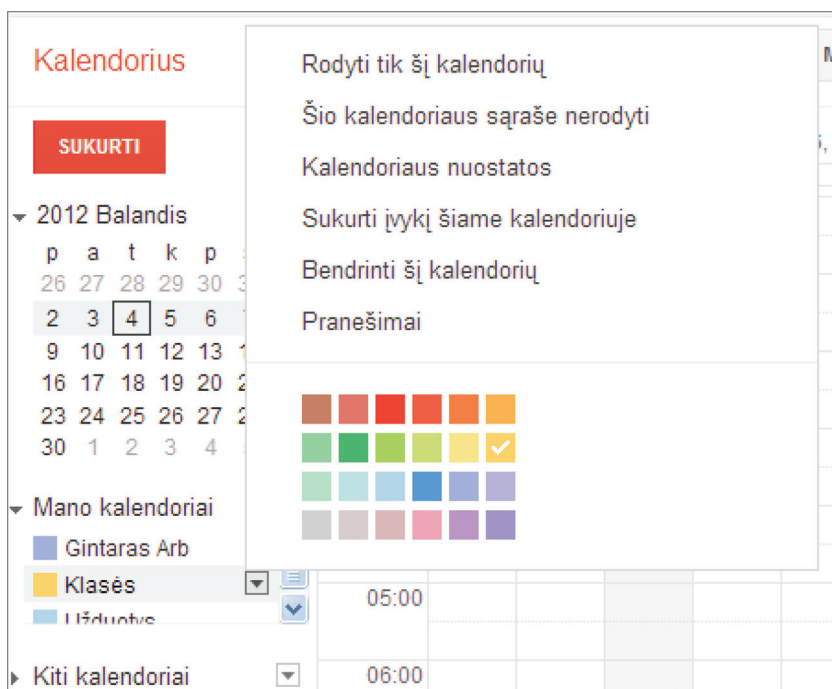 Kalendorius
SUKURTI
2012 Balandis
p a t k p
26 27 28 29 30
2 3 4 5 6
9 10 11 12 13
16 17 18 19 20
23 24 25 26 27
30 1 2 3 4
Mano kalendoriai
Gintaras Arb
Klasės
Užduotys
Kiti kalendoriai
Rodyti tik šį kalendorių
Šio kalendoriaus sąraše nerodyti
Kalendoriaus nuostatos
Sukurti įvykį šiame kalendoriuje
Bendrinti šį kalendorių
Pranešimai
05:00
06:00